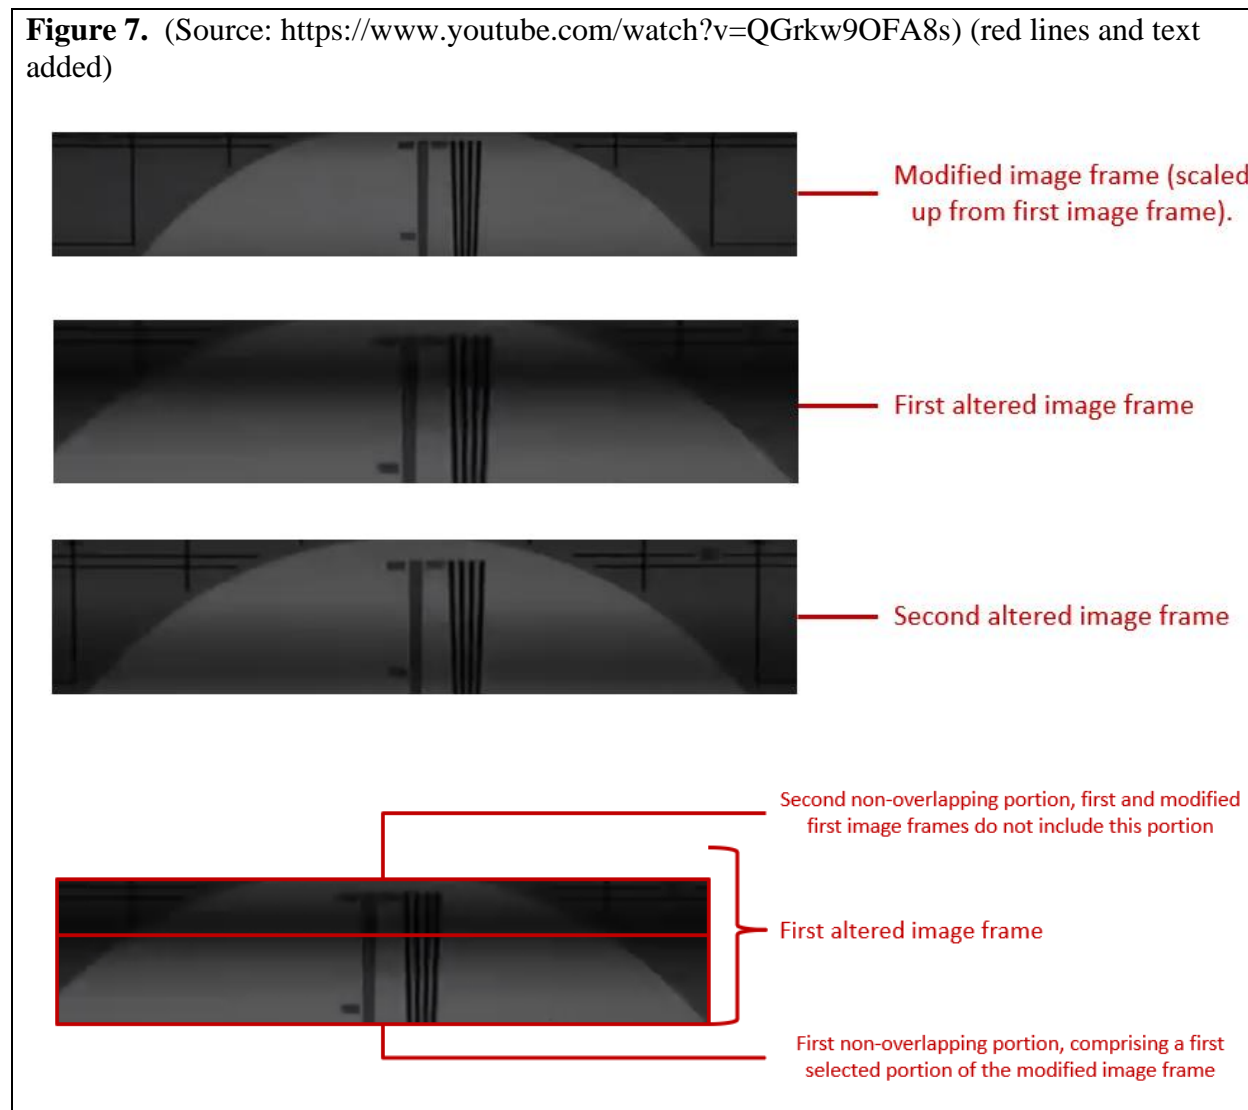 Figure 7. (Source: https://www.youtube.com/watch?v=QGrkw9OFA8s) (red lines and text
added)
Modified image frame (scaled
up from first image frame).
First altered image frame
Second altered image frame
Second non-overlapping portion, first and modified
first image frames do not include this portion
First altered image frame
First non-overlapping portion, comprising a first
selected portion of the modified image frame